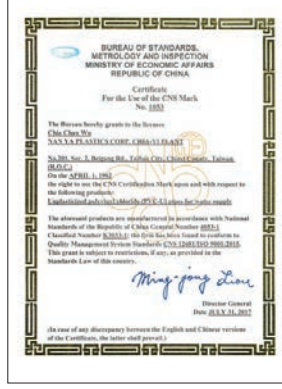 BUREAU OF STANDARDS,
METROLOGY AND INSPECTION
MINISTRY OF ECONOMIC AFFAIRS
REPUBLIC OF CHINA
Certificate
For the Use of the CNS Mark
No. 1053
The Bureau hereby grants to the licensee
Chia Chau Wu
NAN YA PLASTICS CORP. CHIA-YI PLANT
No.201, Sec. 3, Beigang Rd., Taibao City, Chiayi County, Taiwan
(R.O.C.)
On the APRIL 1, 1992
the right to use the CNS Certification Mark upon and with respect to
the following products:
Unplasticized polyvinyl chloride (PVC-U) pipes for water supply
The aforesaid products are manufactured in accordance with National
Standards of the Republic of China General Number 4053-1
Classified Number K3033-1; the firm has been found to conform to
Quality Management System Standards CNS 12681/ISO 9001:2015.
This grant is subject to restrictions, if any, as provided in the
Standards Law of this country.
Ming-jong Liou
Director General
Date JULY 31, 2017
(In case of any discrepancy between the English and Chinese versions
of the Certificate, the latter shall prevail.)